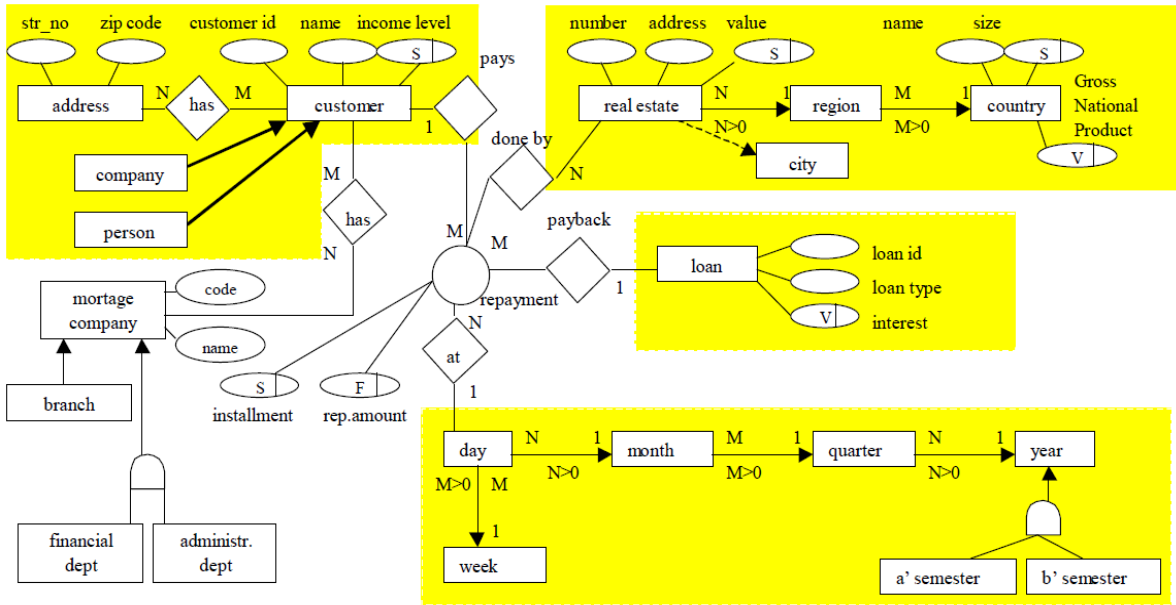 str_no zip code customer id name income level
S
address N has M customer 1 pays
company
person
number address value name size
S S
real estate N 1 region M 1 country
N>0 M>0
Gross
National
Product
V
city
done by N
M has N
M M payback 1
repayment
loan
loan id
loan type
V interest
mortage
company
code
name
branch
financial
dept
administr.
dept
S F
installment rep.amount
N at 1
day N 1 month M 1 quarter N 1 year
M>0 M N>0 M>0 N>0
1
week
a’ semester b’ semester